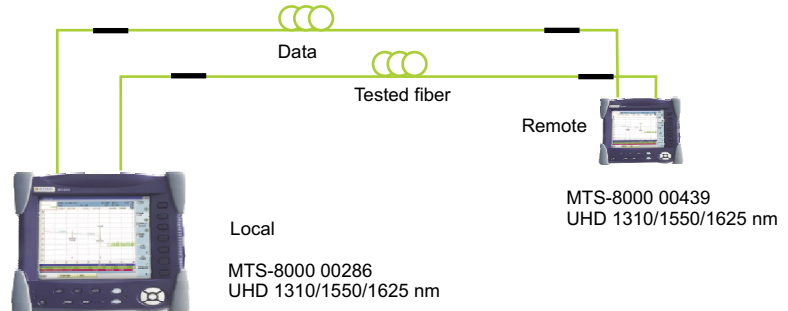 Data
Tested fiber
Remote
MTS-8000 00439
UHD 1310/1550/1625 nm
Local
MTS-8000 00286
UHD 1310/1550/1625 nm